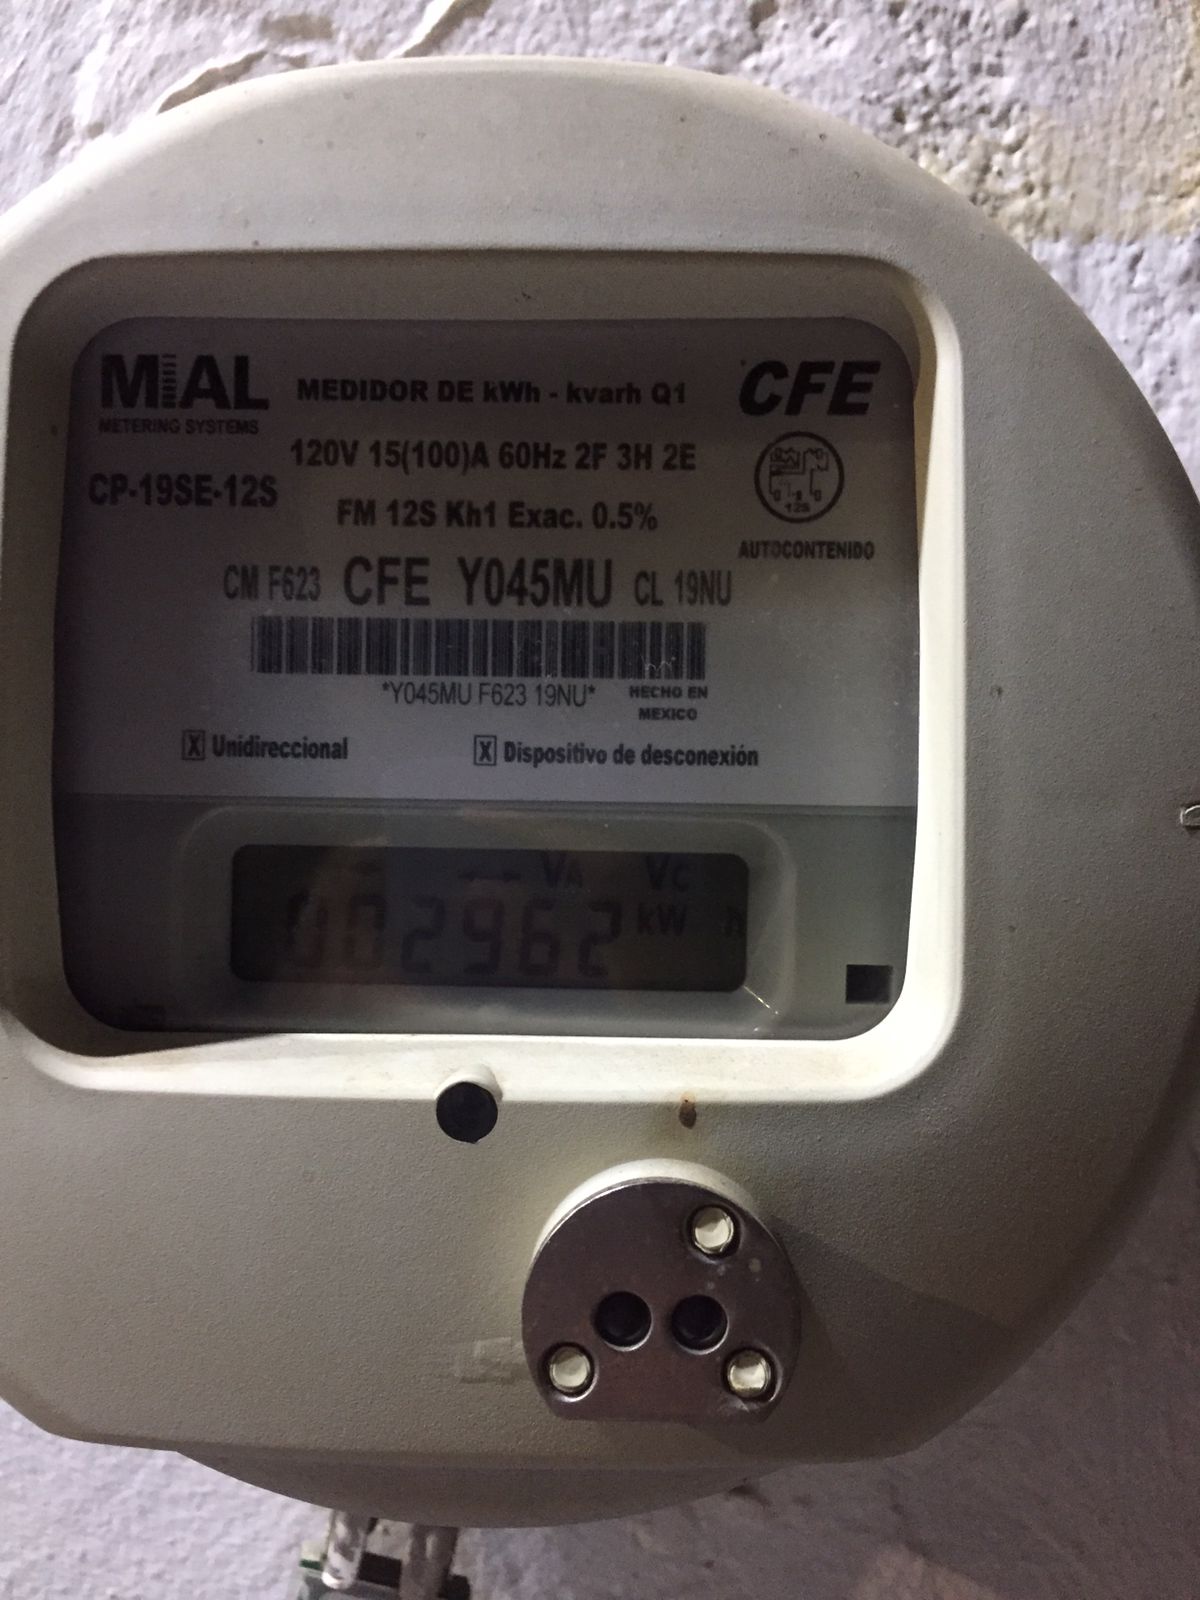 MIAL
METERING SYSTEMS
MEDIDOR DE kWh - kvarh Q1
CFE
120V 15(100)A 60Hz 2F 3H 2E
CP-19SE-12S
FM 12S Kh1 Exac. 0.5%
12S
AUTOCONTENIDO
CM F623 CFE Y045MU CL 19NU
*Y045MU F623 19NU*
HECHO EN
MEXICO
X Unidireccional
X Dispositivo de desconexión
VA VC
002962 kW